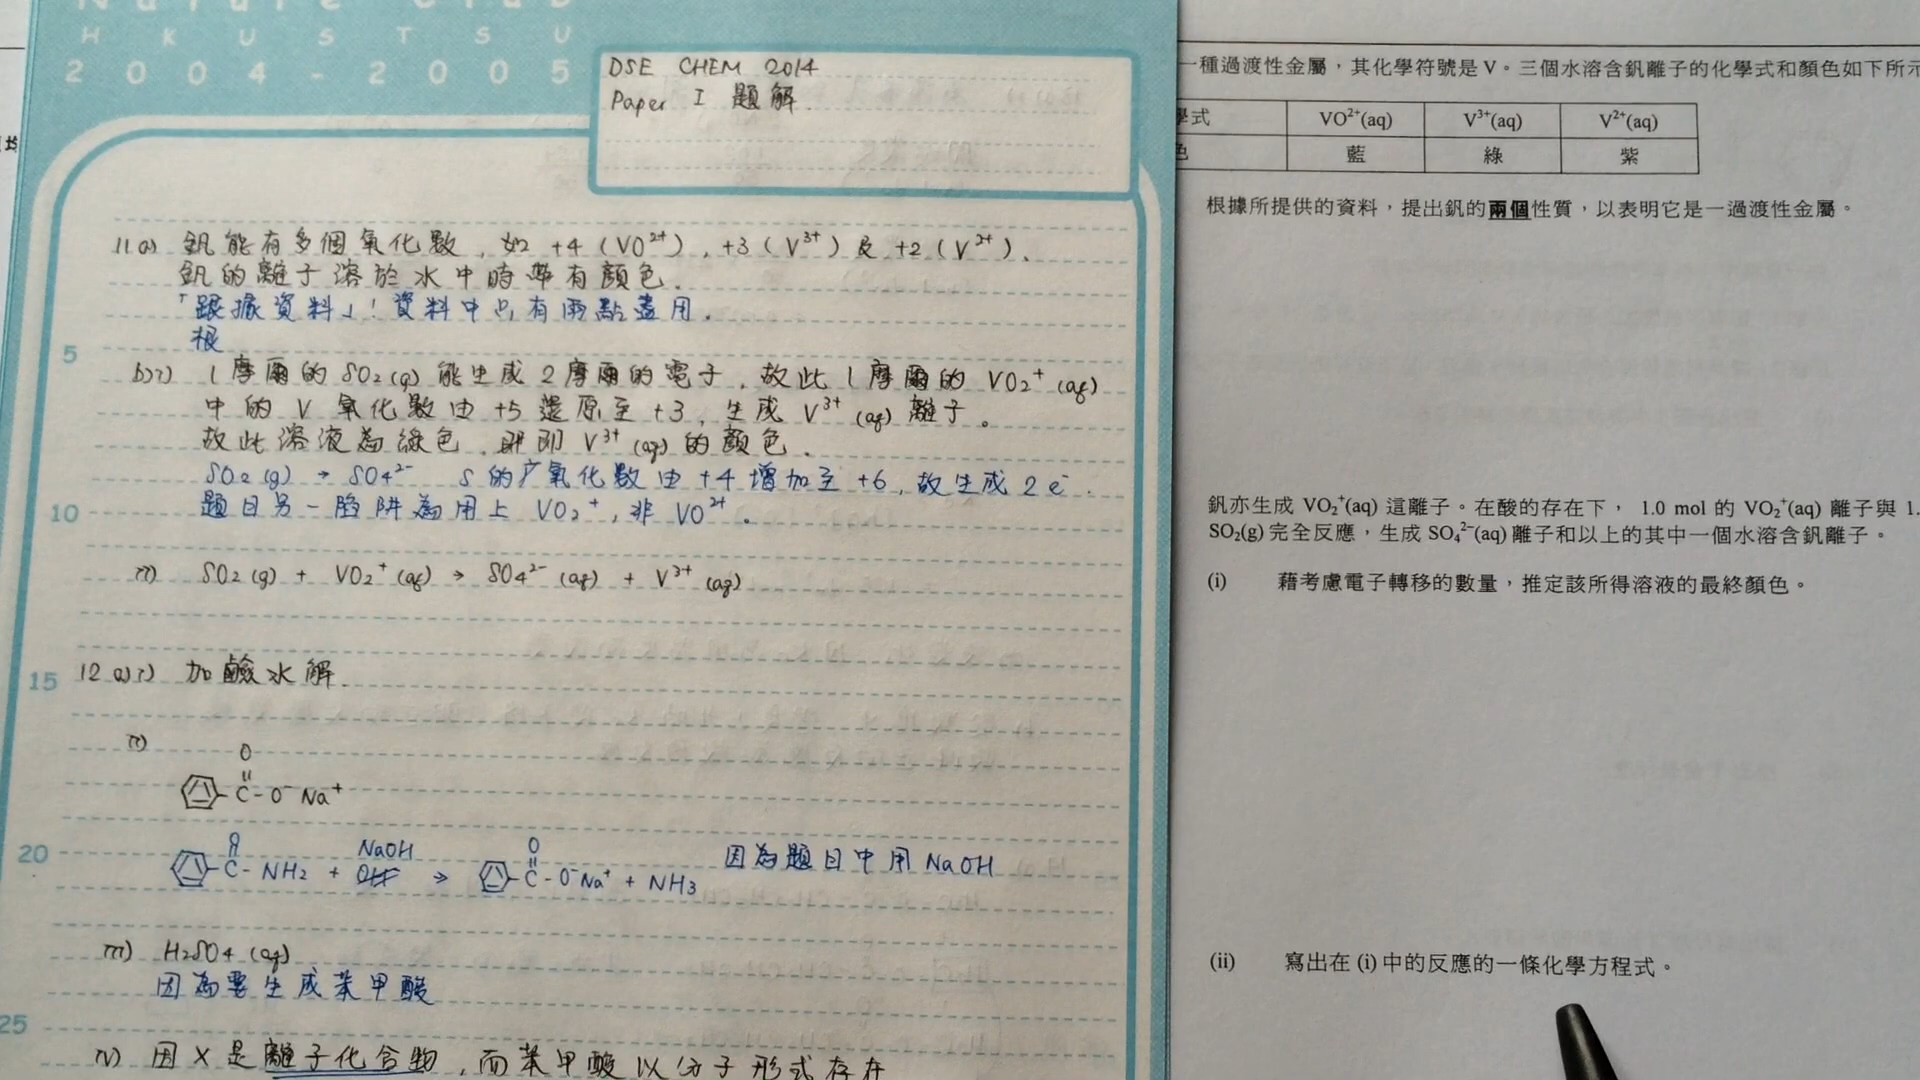 Nature Club
H K U S T S U
2 0 0 4 - 2 0 0 5
DSE CHEM 2014
Paper I 題解
11 a) 釩能有多個氧化數，如 +4 (VO²⁺), +3 (V³⁺) 及 +2 (V²⁺).
釩的離子溶於水中時帶有顏色.
「跟據資料」! 資料中只有兩點適用.
根
5
b) i) 1摩爾的 SO₂(g) 能生成 2摩爾的電子，故此 1摩爾的 VO₂⁺(aq)
中的 V 氧化數由 +5 還原至 +3, 生成 V³⁺(aq) 離子。
故此溶液為綠色，即 V³⁺(aq) 的顏色.
SO₂(g) → SO₄²⁻ S的氧化數由 +4 增加至 +6, 故生成 2e⁻.
10
題目另一陷阱為用上 VO₂⁺, 非 VO²⁺。
ii) SO₂(g) + VO₂⁺(aq) → SO₄²⁻(aq) + V³⁺(aq)
15
12 a) i) 加鹼水解.
ii)
O
C-O⁻Na⁺
20
O
C-NH₂ + NaOH → C-O⁻Na⁺ + NH₃ 因為題目中用 NaOH
O
iii) H₂SO₄(aq)
因為要生成苯甲酸
25
iv) 因 X 是離子化合物，而苯甲酸以分子形式存在
一種過渡性金屬，其化學符號是 V。三個水溶含釩離子的化學式和顏色如下所示
學式 VO²⁺(aq) V³⁺(aq) V²⁺(aq)
色 藍 綠 紫
根據所提供的資料，提出釩的兩個性質，以表明它是一過渡性金屬。
釩亦生成 VO₂⁺(aq) 這離子。在酸的存在下， 1.0 mol 的 VO₂⁺(aq) 離子與 1.
SO₂(g) 完全反應，生成 SO₄²⁻(aq) 離子和以上的其中一個水溶含釩離子。
(i) 藉考慮電子轉移的數量，推定該所得溶液的最終顏色。
(ii) 寫出在 (i) 中的反應的一條化學方程式。